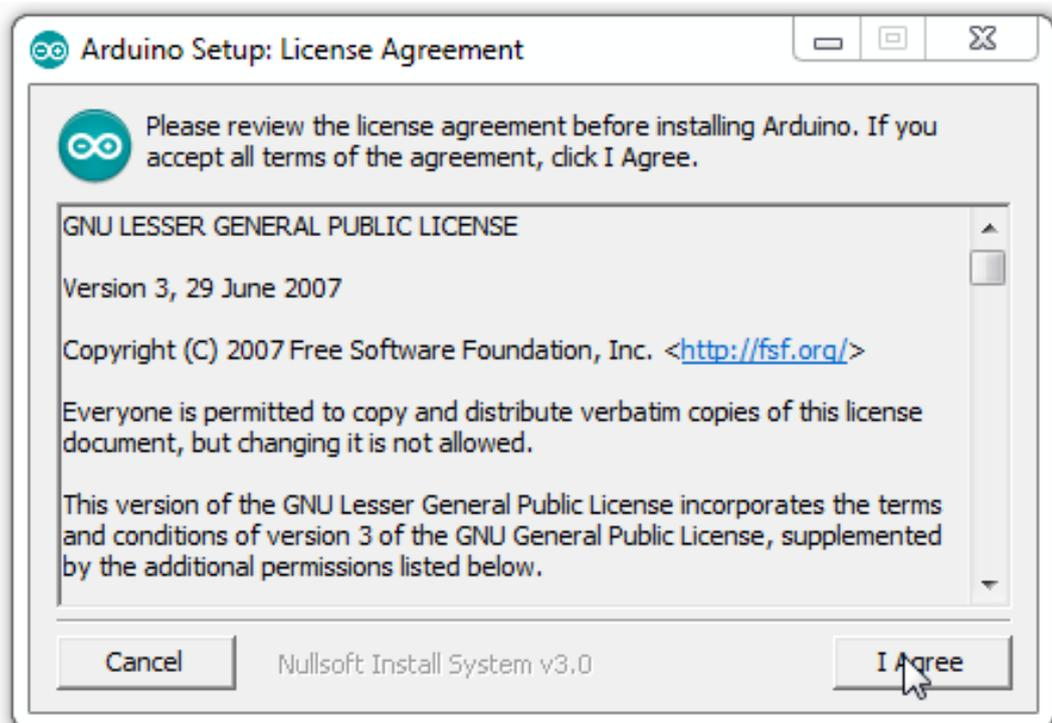 Arduino Setup: License Agreement
Please review the license agreement before installing Arduino. If you
accept all terms of the agreement, click I Agree.
GNU LESSER GENERAL PUBLIC LICENSE
Version 3, 29 June 2007
Copyright (C) 2007 Free Software Foundation, Inc. <http://fsf.org/>
Everyone is permitted to copy and distribute verbatim copies of this license
document, but changing it is not allowed.
This version of the GNU Lesser General Public License incorporates the terms
and conditions of version 3 of the GNU General Public License, supplemented
by the additional permissions listed below.
Cancel
Nullsoft Install System v3.0
I Agree